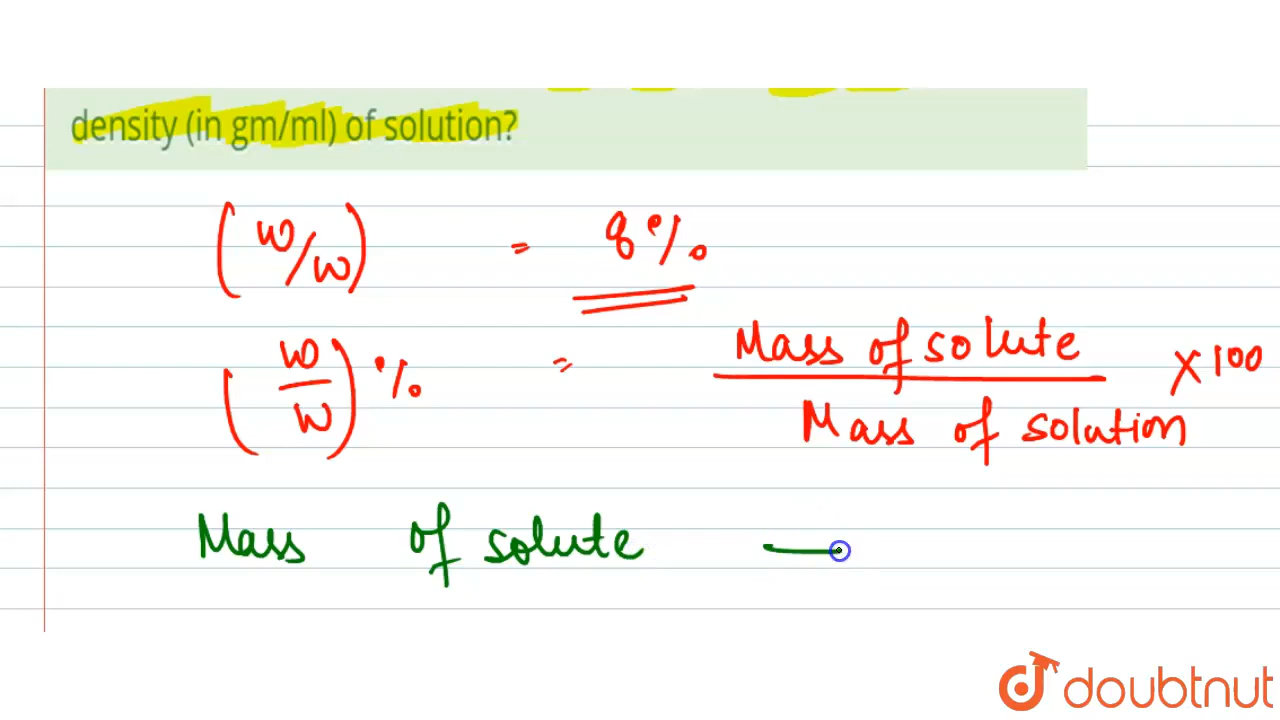 density (in gm/ml) of solution?
(w/w) = 8%
(w/w)% = Mass of solute / Mass of solution × 100
Mass of solute —
doubtnut